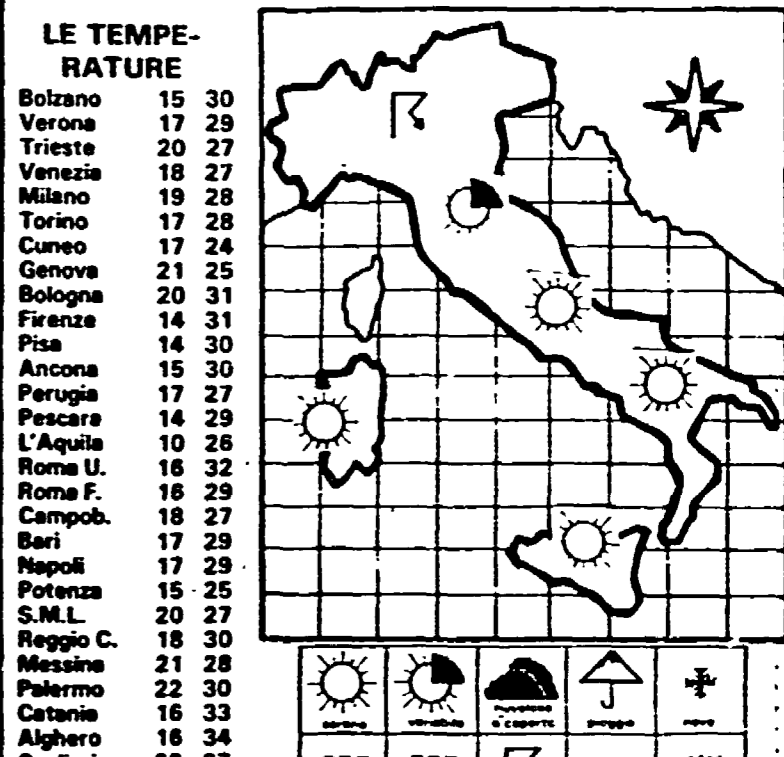 LE TEMPE-
RATURE
Bolzano 15 30
Verona 17 29
Trieste 20 27
Venezia 18 27
Milano 19 28
Torino 17 28
Cuneo 17 24
Genova 21 25
Bologna 20 31
Firenze 14 31
Pisa 14 30
Ancona 15 30
Perugia 17 27
Pescara 14 29
L'Aquila 10 26
Roma U. 16 32
Roma F. 16 29
Campob. 18 27
Bari 17 29
Napoli 17 29
Potenza 15 25
S.M.L. 20 27
Reggio C. 18 30
Messina 21 28
Palermo 22 30
Catania 16 33
Alghero 16 34
sereno
variabile
nuvoloso
o coperto
pioggia
neve